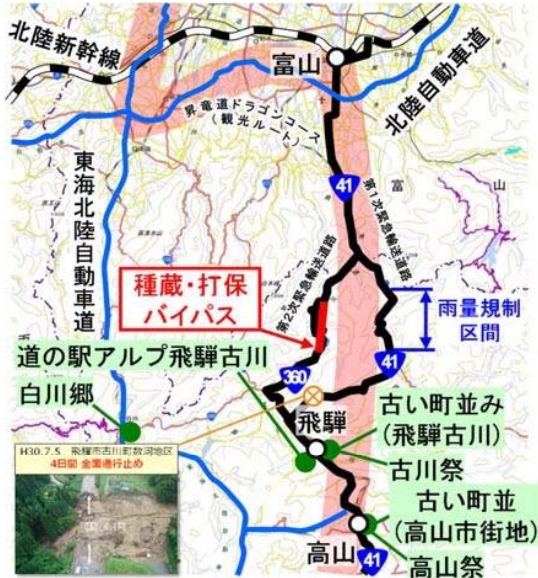 北陸新幹線
富山
北陸自動車道
昇竜道ドラゴンコース
(観光ルート)
41
東海北陸自動車道
第1次緊急輸送道路
富
山
種蔵・打保
バイパス
第2次緊急輸送道路
雨量規制
区間
道の駅アルプ飛騨古川
360
41
白川郷
飛騨
古い町並み
(飛騨古川)
古川祭
H30.7.5 飛騨市古川町数河地区
4日間 全面通行止め
古い町並
(高山市街地)
高山
高山祭
41